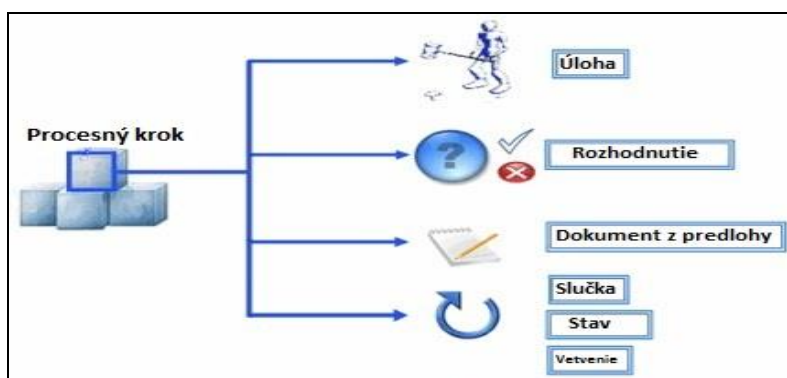 Procesný krok
Úloha
Rozhodnutie
Dokument z predlohy
Slučka
Stav
Vetvenie